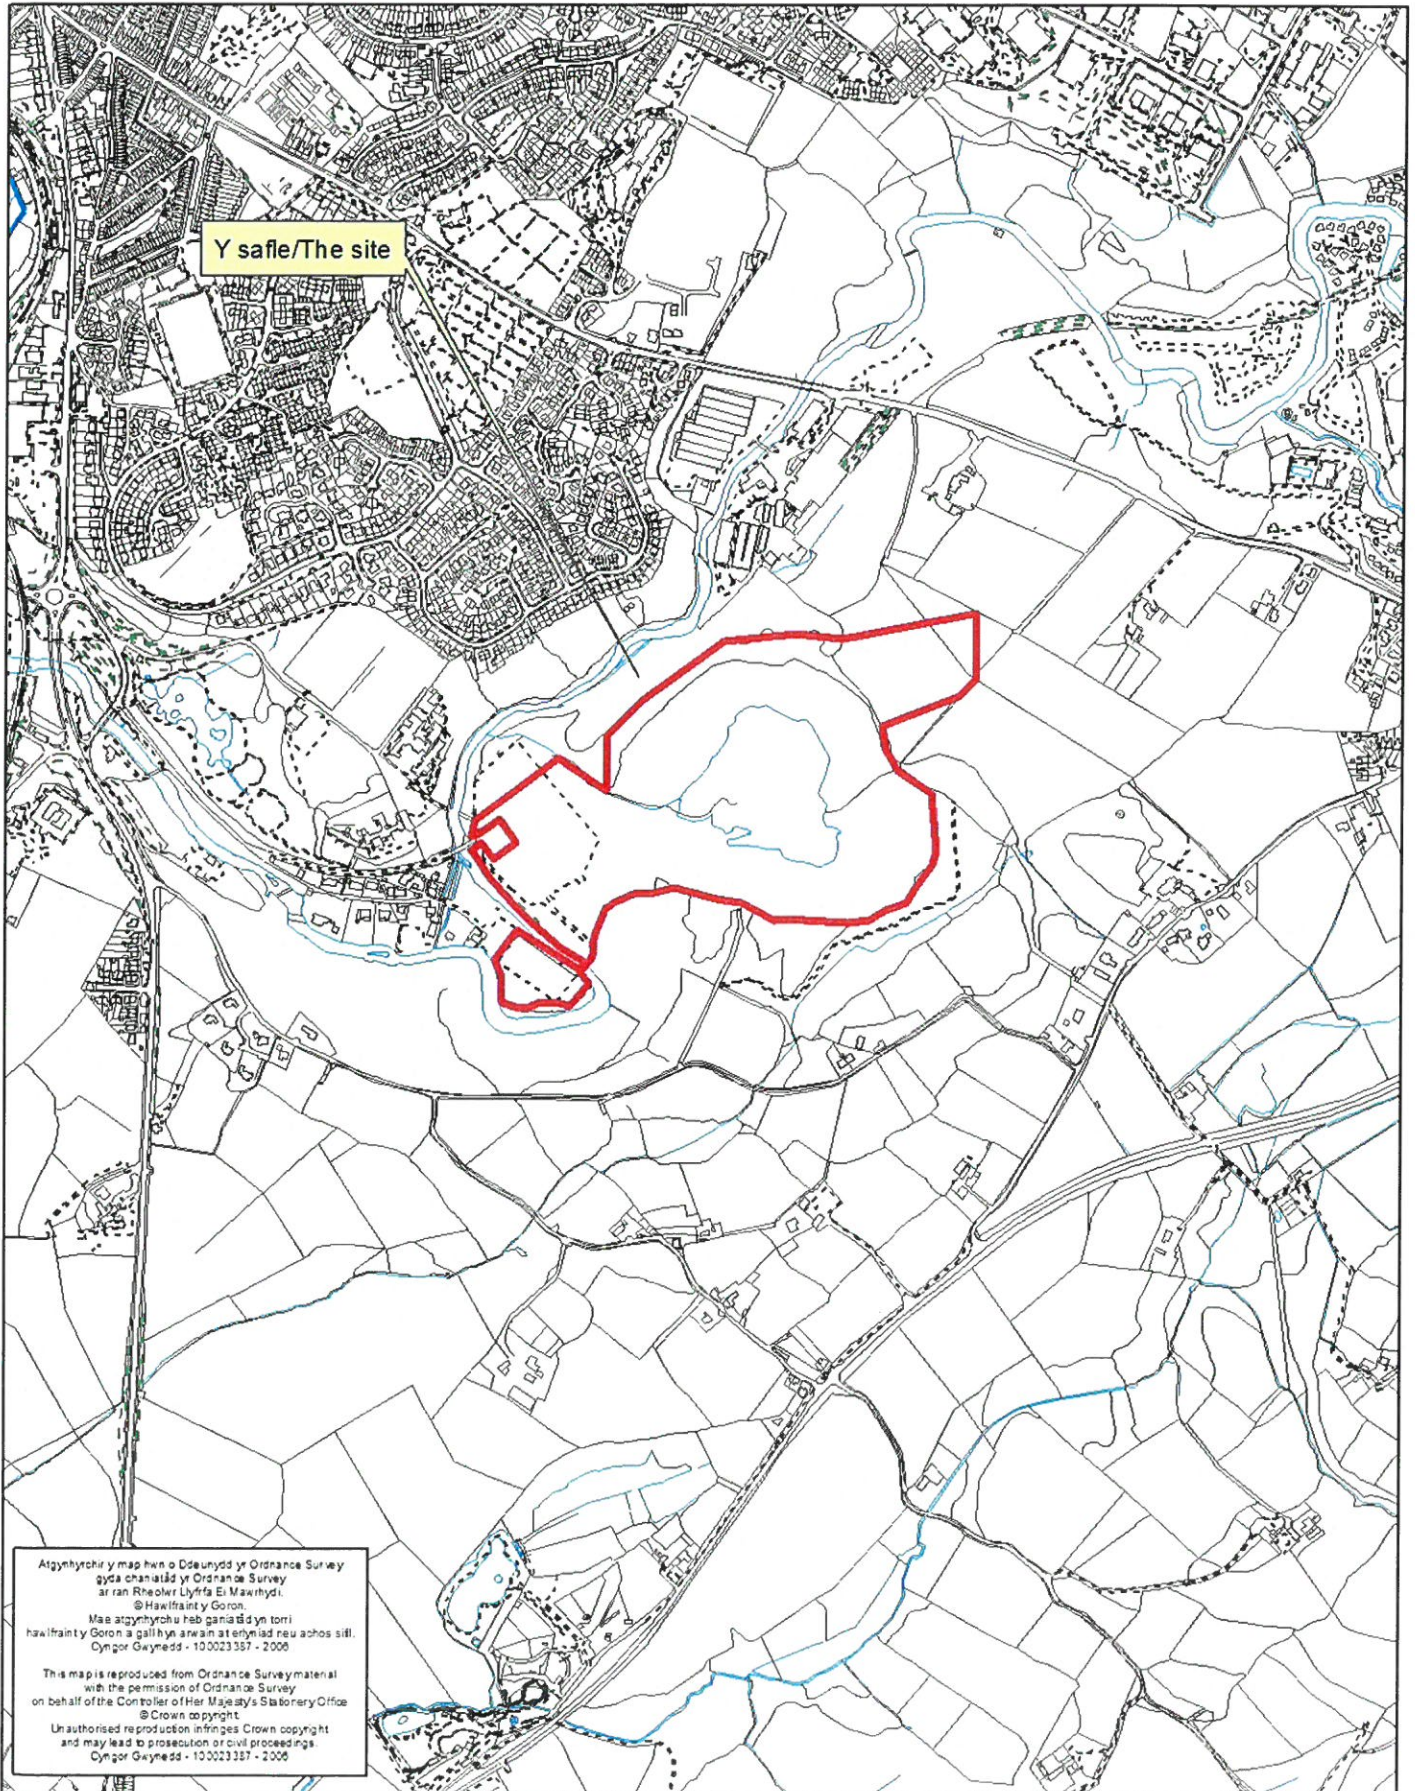 Y safle/The site
Atgynhyrchir y map hwn o Ddeunydd yr Ordnance Survey
gyda chaniatâd yr Ordnance Survey
ar ran Rheolwr Llyfrfa Ei Mawrhydi.
© Hawlfraint y Goron.
Mae atgynhyrchu heb ganiatâd yn torri
hawlfraint y Goron a gall hyn arwain at erlyniad neu achos sifil.
Cyngor Gwynedd - 100023387 - 2006
This map is reproduced from Ordnance Survey material
with the permission of Ordnance Survey
on behalf of the Controller of Her Majesty's Stationery Office
© Crown copyright.
Unauthorised reproduction infringes Crown copyright
and may lead to prosecution or civil proceedings.
Cyngor Gwynedd - 100023387 - 2006